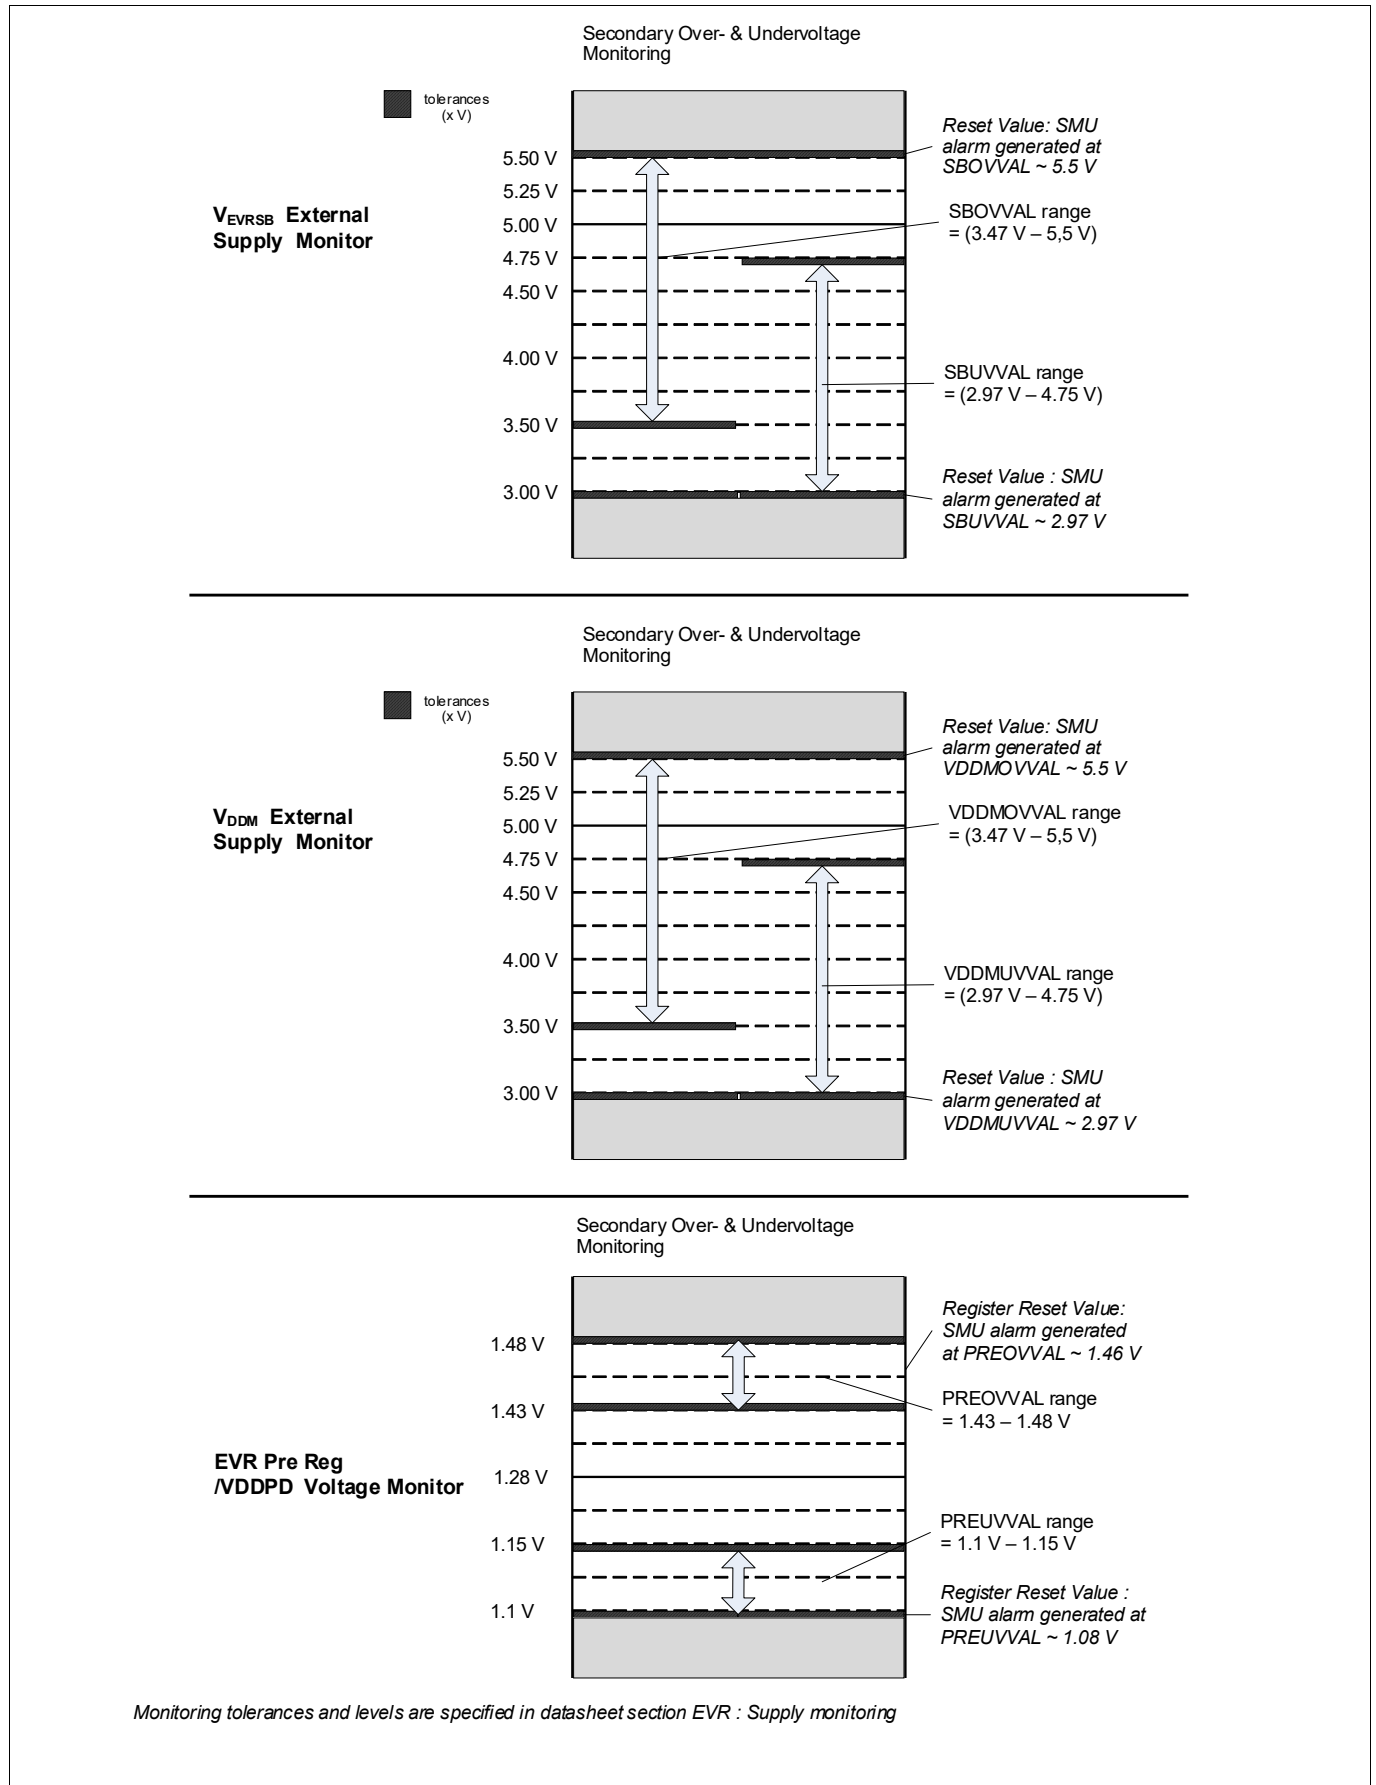 Secondary Over- & Undervoltage
Monitoring
tolerances
(x V)
Reset Value: SMU
alarm generated at
SBOVVAL ~ 5.5 V
5.50 V
5.25 V
SBOVVAL range
= (3.47 V – 5,5 V)
VEVRSB External
Supply Monitor
5.00 V
4.75 V
4.50 V
4.00 V
SBUVVAL range
= (2.97 V – 4.75 V)
3.50 V
Reset Value : SMU
alarm generated at
SBUVVAL ~ 2.97 V
3.00 V
Secondary Over- & Undervoltage
Monitoring
tolerances
(x V)
Reset Value: SMU
alarm generated at
VDDMOVVAL ~ 5.5 V
5.50 V
5.25 V
VDDMOVVAL range
= (3.47 V – 5,5 V)
VDDM External
Supply Monitor
5.00 V
4.75 V
4.50 V
4.00 V
VDDMUVVAL range
= (2.97 V – 4.75 V)
3.50 V
Reset Value : SMU
alarm generated at
VDDMUVVAL ~ 2.97 V
3.00 V
Secondary Over- & Undervoltage
Monitoring
Register Reset Value:
SMU alarm generated
at PREOVVAL ~ 1.46 V
1.48 V
PREOVVAL range
= 1.43 – 1.48 V
1.43 V
EVR Pre Reg
/VDDPD Voltage Monitor
1.28 V
PREUVVAL range
= 1.1 V – 1.15 V
1.15 V
Register Reset Value :
SMU alarm generated at
PREUVVAL ~ 1.08 V
1.1 V
Monitoring tolerances and levels are specified in datasheet section EVR : Supply monitoring